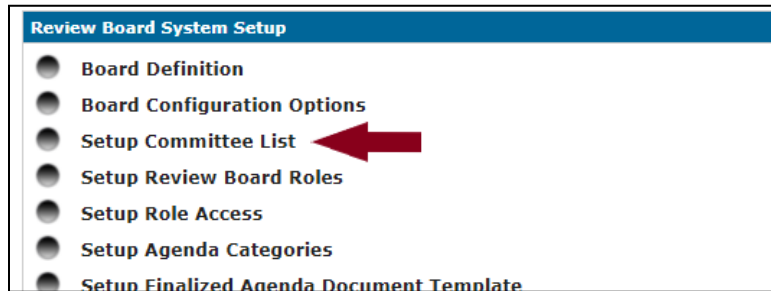 Review Board System Setup
Board Definition
Board Configuration Options
Setup Committee List
Setup Review Board Roles
Setup Role Access
Setup Agenda Categories
Setup Finalized Agenda Document Template